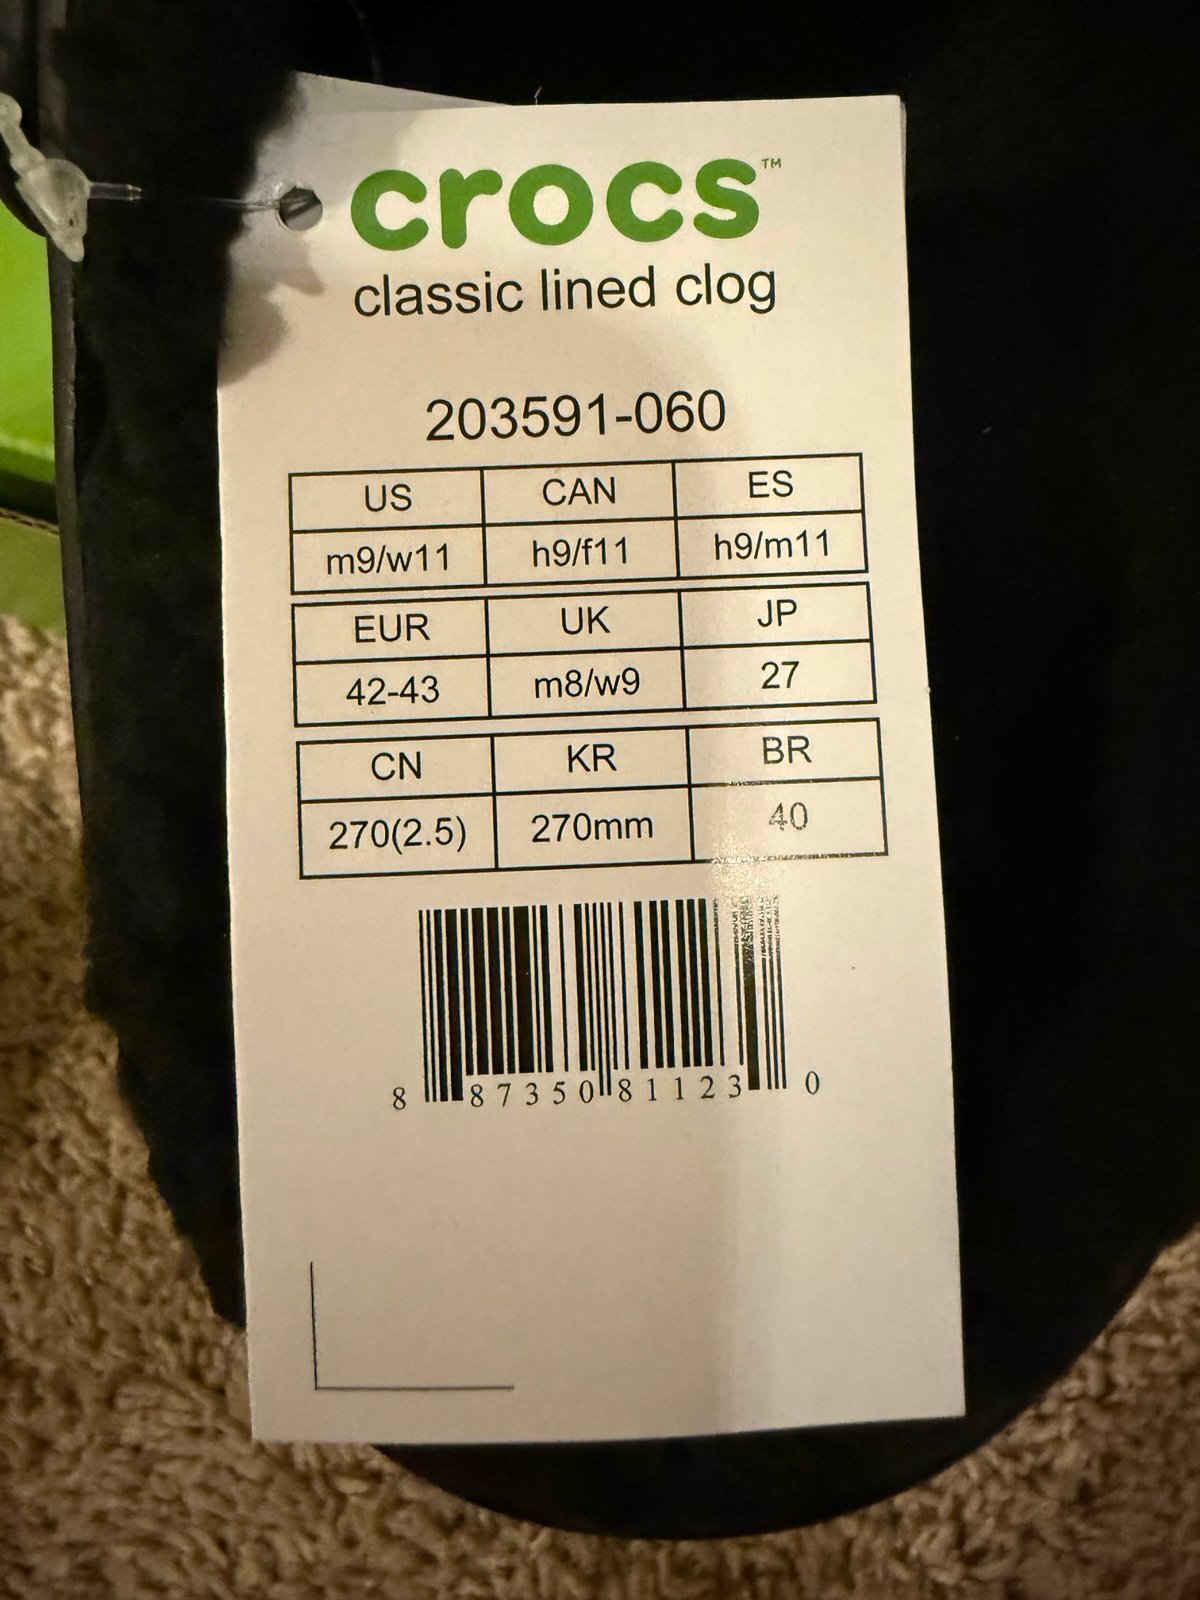 crocs™
classic lined clog
203591-060
US CAN ES
m9/w11 h9/f11 h9/m11
EUR UK JP
42-43 m8/w9 27
CN KR BR
270(2.5) 270mm 40
8 87350 81123 0